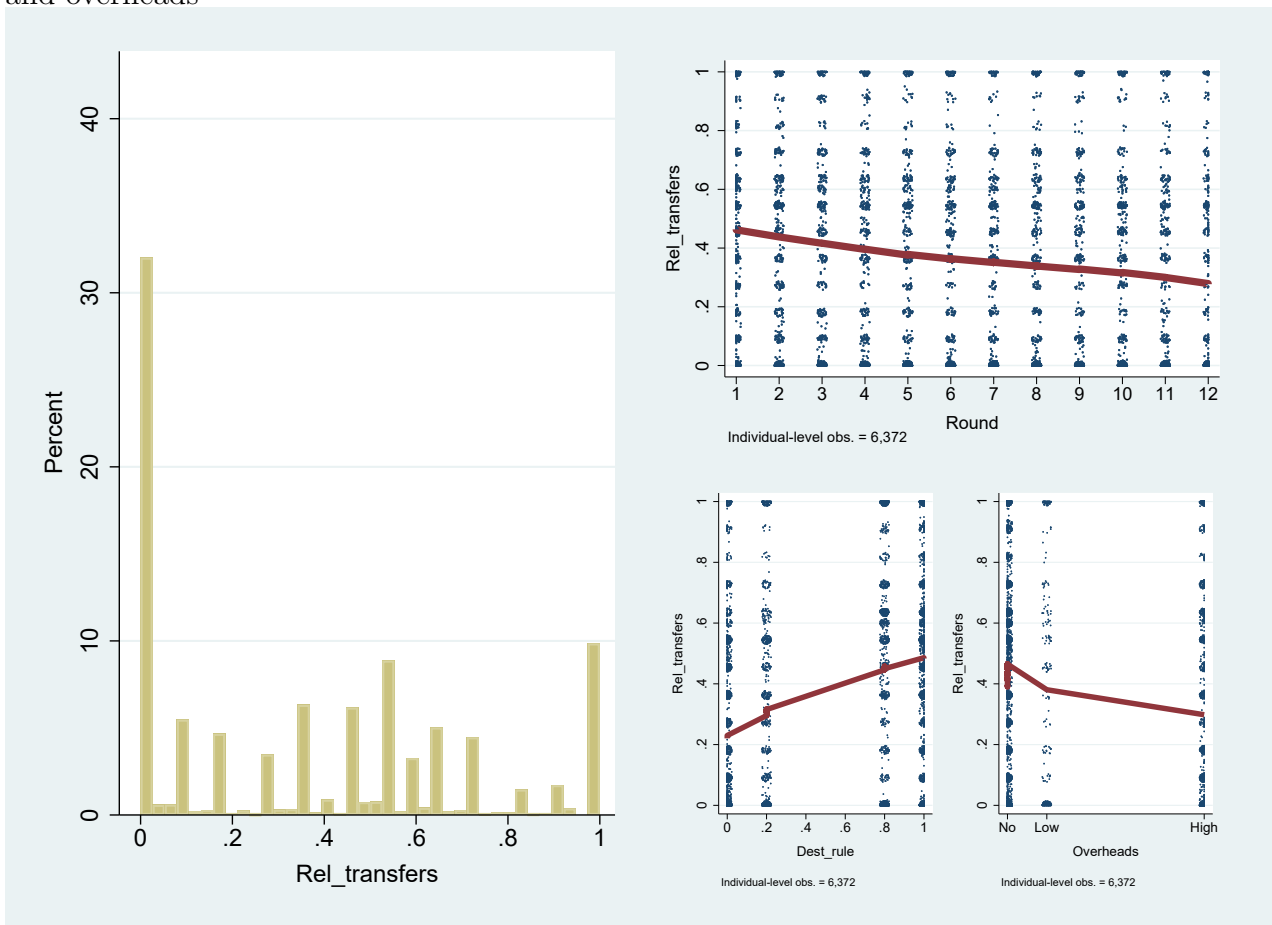 and overheads
Percent
40
30
20
10
0
0 .2 .4 .6 .8 1
Rel_transfers
Rel_transfers
1
.8
.6
.4
.2
0
1 2 3 4 5 6 7 8 9 10 11 12
Round
Individual-level obs. = 6,372
Rel_transfers
1
.8
.6
.4
.2
0
0 .2 .4 .6 .8 1
Dest_rule
Individual-level obs. = 6,372
Rel_transfers
1
.8
.6
.4
.2
0
No Low High
Overheads
Individual-level obs. = 6,372